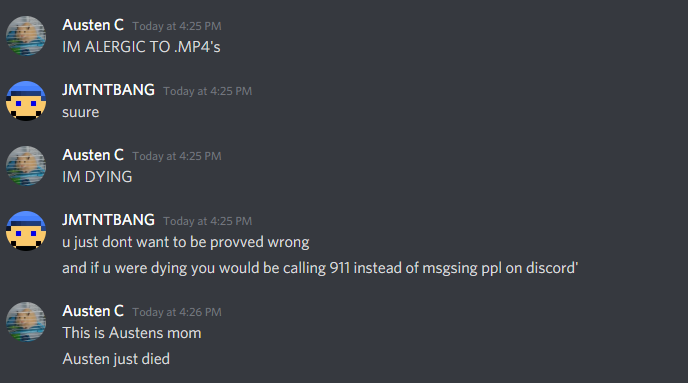 Austen C Today at 4:25 PM
IM ALERGIC TO .MP4's
JMTNTBANG Today at 4:25 PM
suure
Austen C Today at 4:25 PM
IM DYING
JMTNTBANG Today at 4:25 PM
u just dont want to be provved wrong
and if u were dying you would be calling 911 instead of msgsing ppl on discord'
Austen C Today at 4:26 PM
This is Austens mom
Austen just died